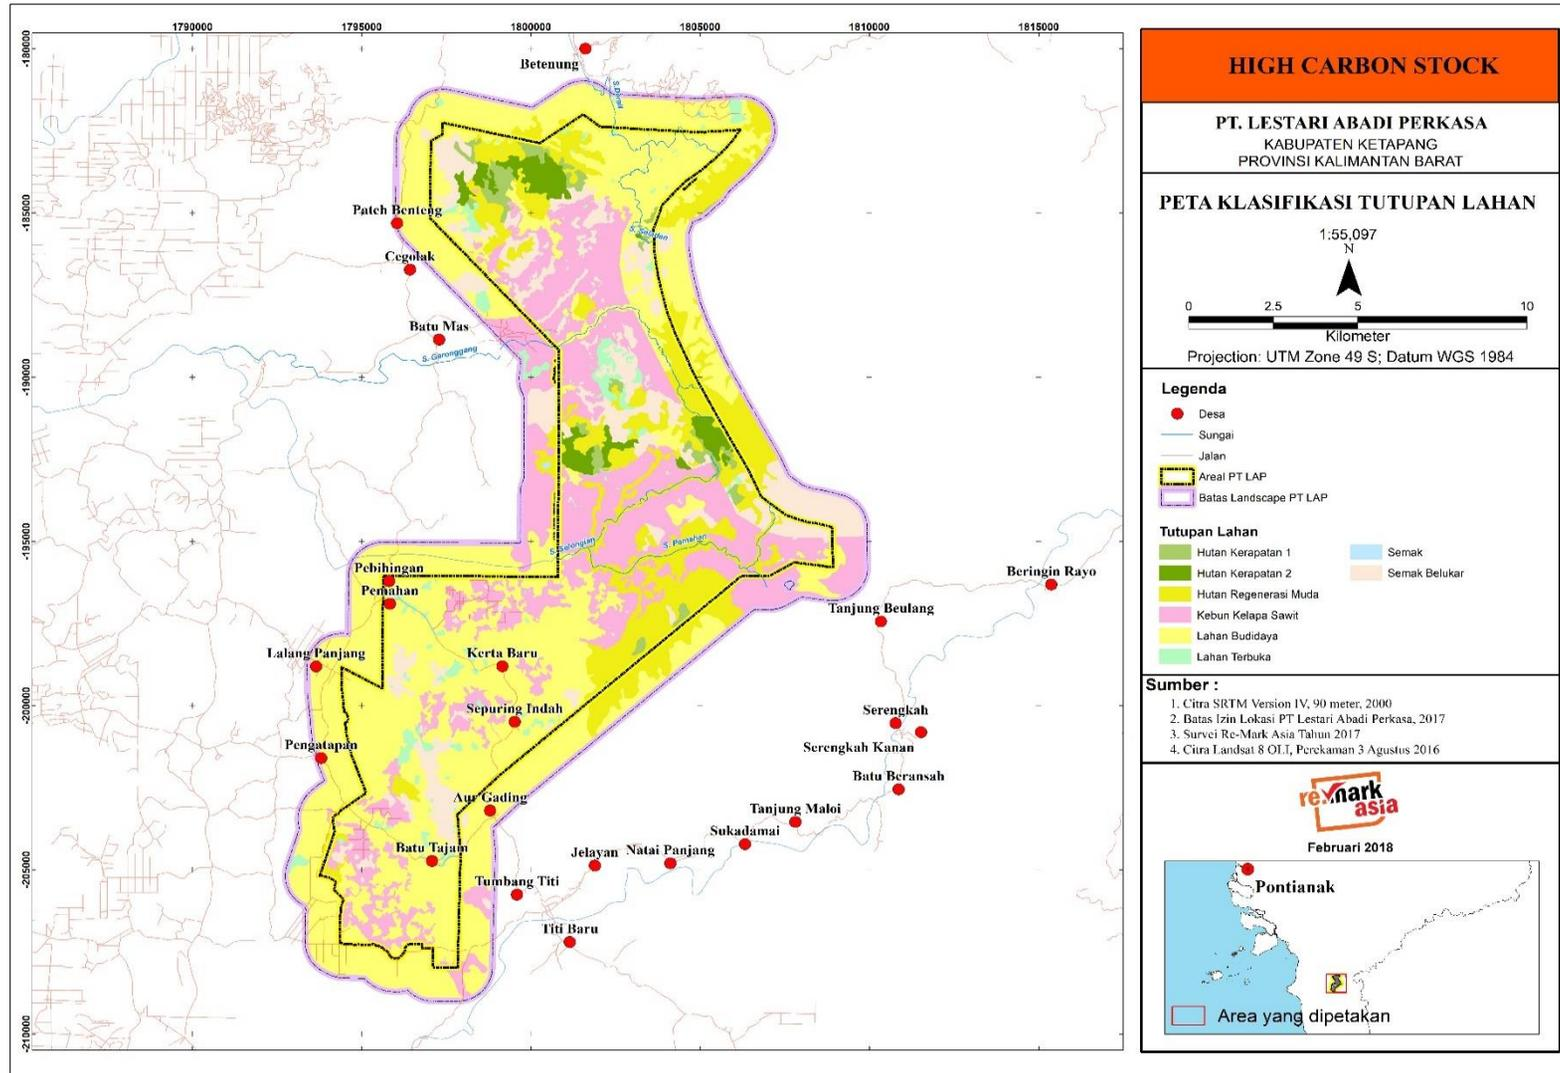 1790000
1795000
1800000
1805000
1810000
1815000
-180000
-185000
-190000
-195000
-200000
-205000
-210000
Betenung
S.Derait
Pateh Benteng
S. Senden
Cegolak
Batu Mas
S. Geronggang
S. Selongian
S. Pemahan
Pebihingan
Pemahan
Beringin Rayo
Tanjung Beulang
Lalang Panjang
Kerta Baru
Sepuring Indah
Serengkah
Serengkah Kanan
Pengatapan
Batu Beransah
Aur Gading
Tanjung Maloi
Sukadamai
Batu Tajam
Jelayan
Natai Panjang
Tumbang Titi
Titi Baru
HIGH CARBON STOCK
PT. LESTARI ABADI PERKASA
KABUPATEN KETAPANG
PROVINSI KALIMANTAN BARAT
PETA KLASIFIKASI TUTUPAN LAHAN
1:55,097
N
0 2.5 5 10
Kilometer
Projection: UTM Zone 49 S; Datum WGS 1984
Legenda
Desa
Sungai
Jalan
Areal PT LAP
Batas Landscape PT LAP
Tutupan Lahan
Hutan Kerapatan 1
Hutan Kerapatan 2
Hutan Regenerasi Muda
Kebun Kelapa Sawit
Lahan Budidaya
Lahan Terbuka
Semak
Semak Belukar
Sumber :
1. Citra SRTM Version IV, 90 meter, 2000
2. Batas Izin Lokasi PT Lestari Abadi Perkasa, 2017
3. Survei Re-Mark Asia Tahun 2017
4. Citra Landsat 8 OLI, Perekaman 3 Agustus 2016
re.mark
asia
Februari 2018
Pontianak
Area yang dipetakan